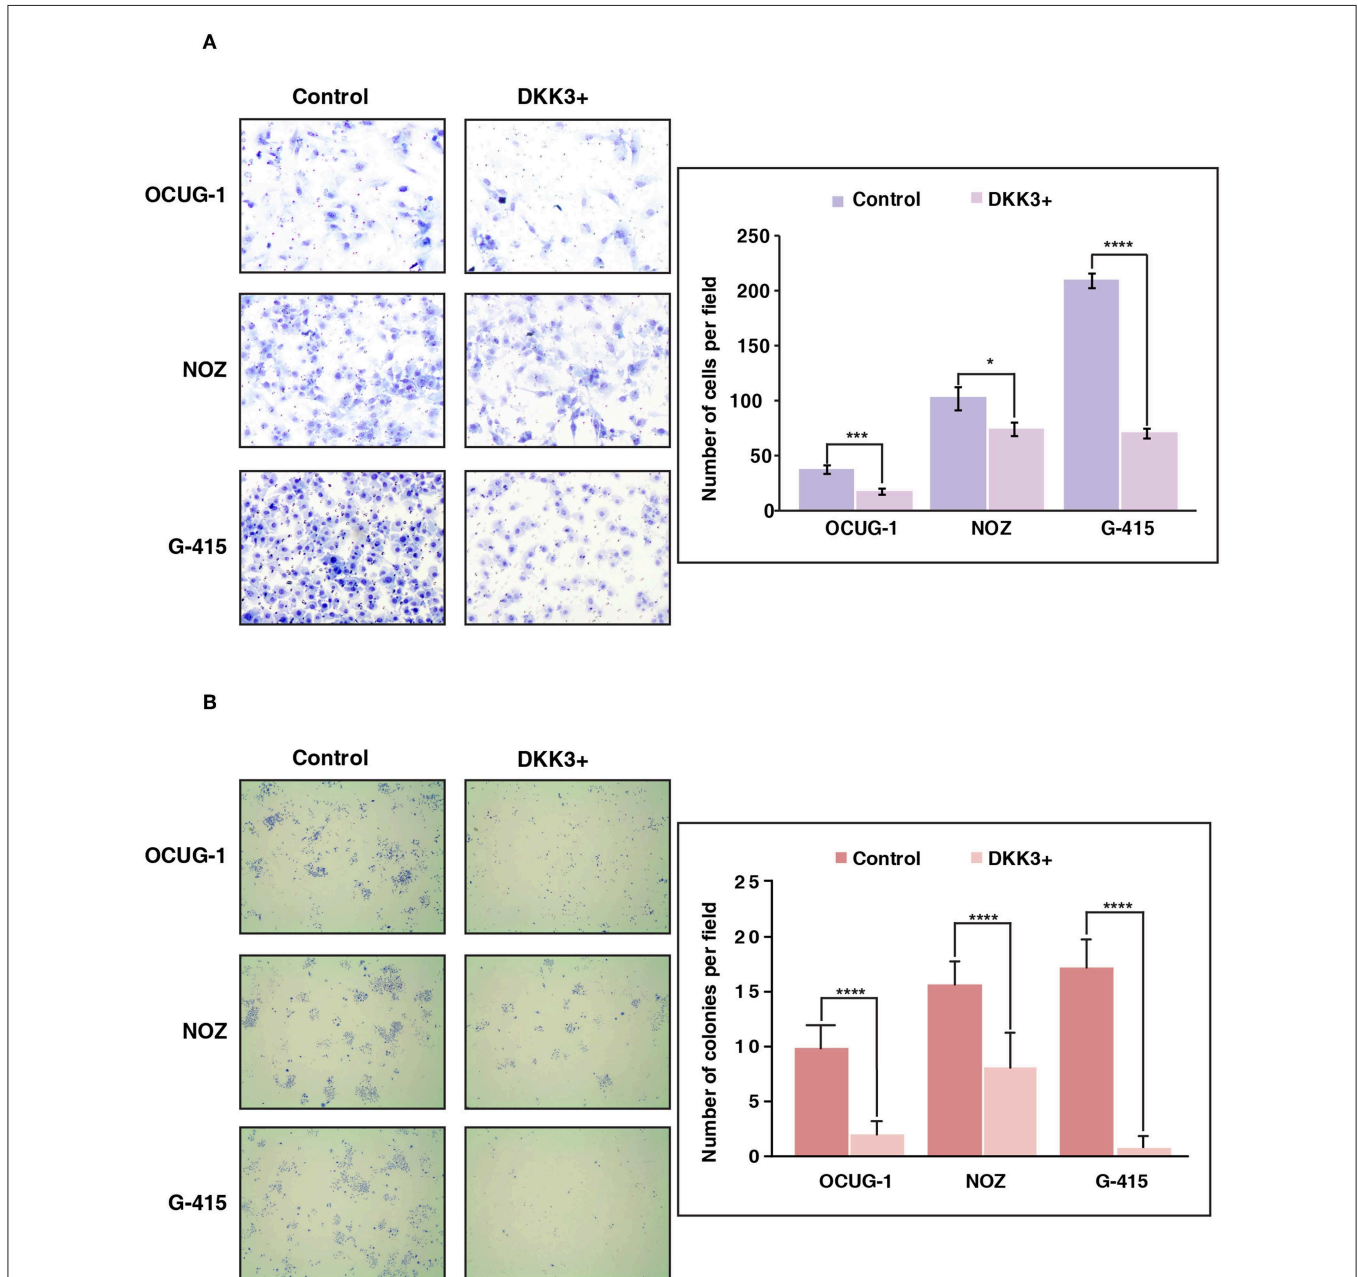 A
Control DKK3+
OCUG-1
NOZ
G-415
Control DKK3+
Number of cells per field
250
200
150
100
50
0
***
*
****
OCUG-1 NOZ G-415
B
Control DKK3+
OCUG-1
NOZ
G-415
Control DKK3+
Number of colonies per field
25
20
15
10
5
0
****
****
****
OCUG-1 NOZ G-415